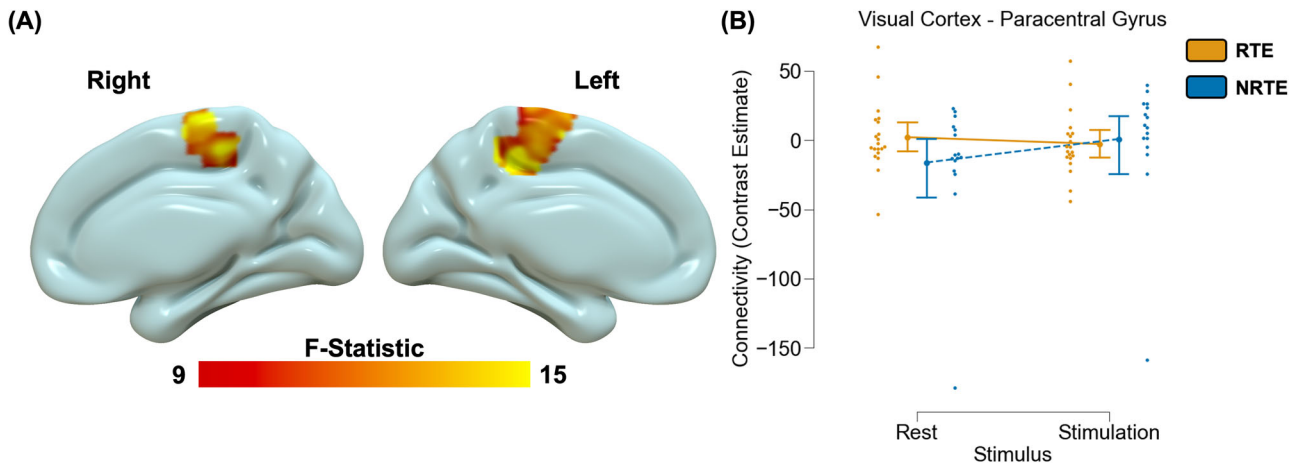 (A)
Right
Left
F-Statistic
9
15
(B)
Visual Cortex - Paracentral Gyrus
RTE
NRTE
Connectivity (Contrast Estimate)
50
0
−50
−100
−150
Rest
Stimulation
Stimulus